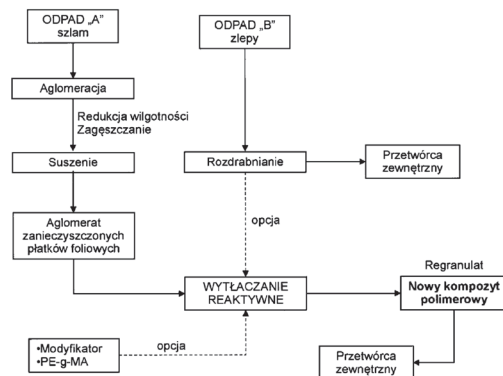 ODPAD „A”
szlam
ODPAD „B”
zlepy
Aglomeracja
Redukcja wilgotności
Zagęszczanie
Suszenie
Rozdrabnianie
Przetwórca
zewnętrzny
Aglomerat
zanieczyszczonych
płatków foliowych
opcja
WYTŁACZANIE
REAKTYWNE
Regranulat
Nowy kompozyt
polimerowy
•Modyfikator
•PE-g-MA
opcja
Przetwórca
zewnętrzny